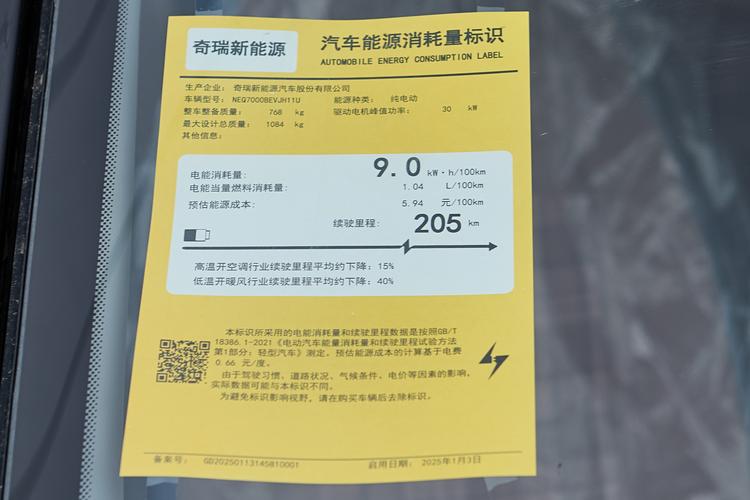 奇瑞新能源
汽车能源消耗量标识
AUTOMOBILE ENERGY CONSUMPTION LABEL
生产企业: 奇瑞新能源汽车股份有限公司
车辆型号: NEQ7000BEVJH11U 能源种类: 纯电动
整车整备质量: 768 kg 驱动电机峰值功率: 30 kW
最大设计总质量: 1084 kg
其他信息:
电能消耗量: 9.0 kW·h/100km
电能当量燃料消耗量: 1.04 L/100km
预估能源成本: 5.94 元/100km
续驶里程: 205 km
高温开空调行业续驶里程平均约下降: 15%
低温开暖风行业续驶里程平均约下降: 40%
本标识所采用的电能消耗量和续驶里程数据是按照GB/T
18386.1-2021《电动汽车能量消耗量和续驶里程试验方法
第1部分: 轻型汽车》测定。预估能源成本的计算基于电费
0.66 元/度。
由于驾驶习惯、道路状况、气候条件、电价等因素的影响,
实际数据可能与本标识不同。
为避免标识影响视野, 请在购买车辆后去除标识。
备案号: GD20250113145810001 启用日期: 2025年1月3日